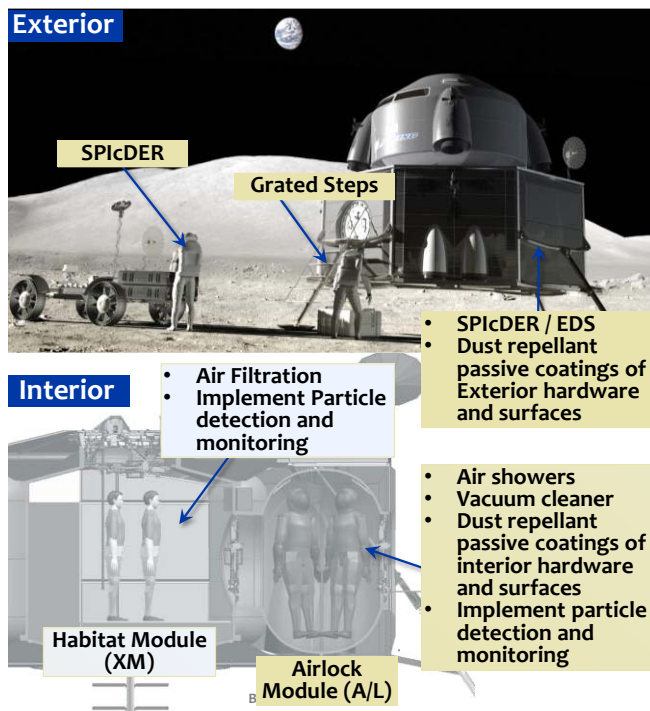 Exterior
SPIcDER
Grated Steps
• SPIcDER / EDS
• Dust repellant
passive coatings of
Exterior hardware
and surfaces
Interior
• Air Filtration
• Implement Particle
detection and
monitoring
• Air showers
• Vacuum cleaner
• Dust repellant
passive coatings of
interior hardware
and surfaces
• Implement particle
detection and
monitoring
Habitat Module
(XM)
Airlock
Module (A/L)